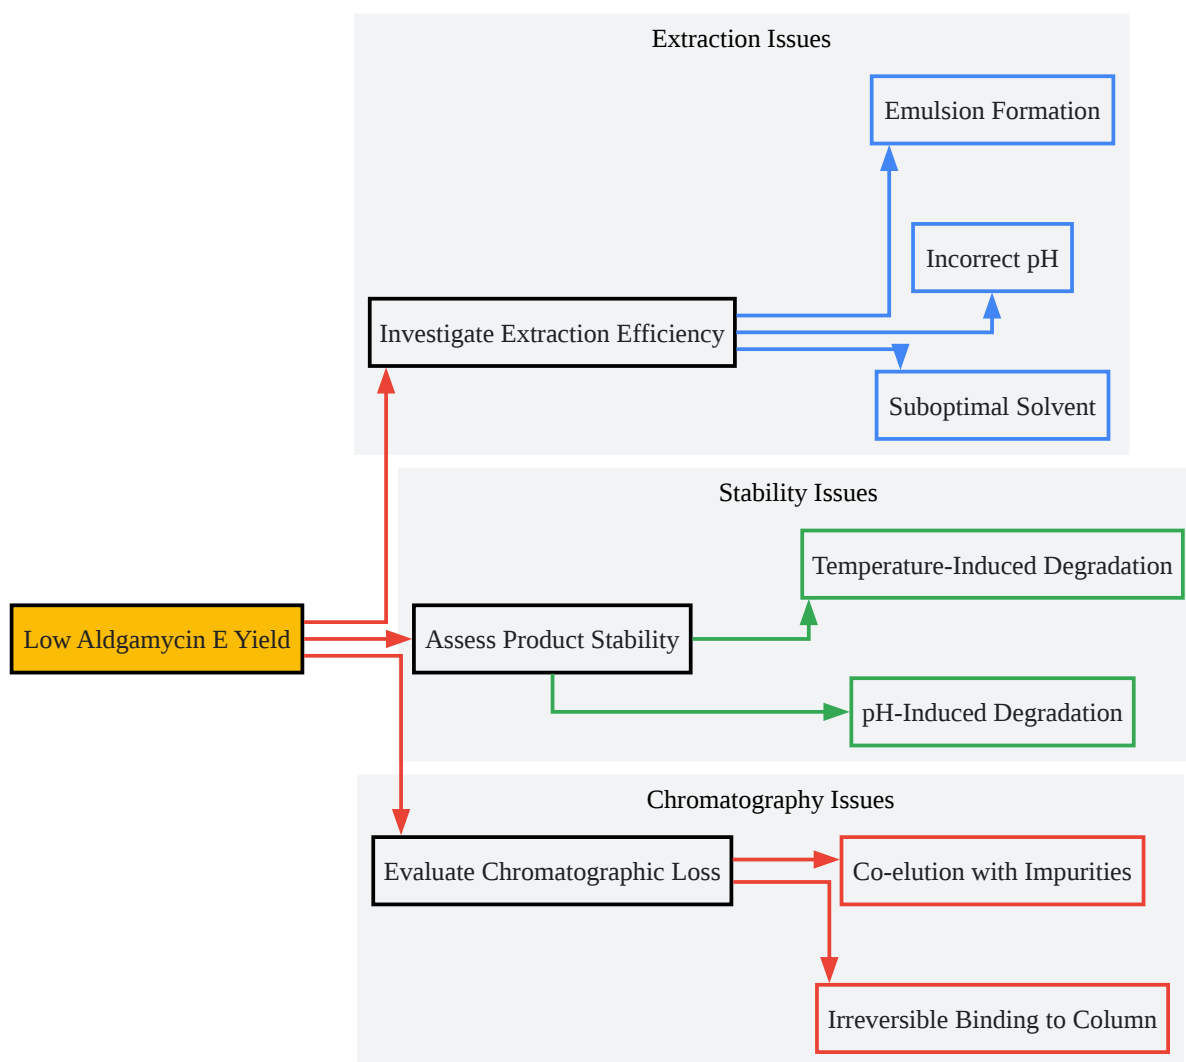 Extraction Issues
Emulsion Formation
Incorrect pH
Investigate Extraction Efficiency
Suboptimal Solvent
Stability Issues
Temperature-Induced Degradation
Low Aldgamycin E Yield
Assess Product Stability
pH-Induced Degradation
Chromatography Issues
Evaluate Chromatographic Loss
Co-elution with Impurities
Irreversible Binding to Column